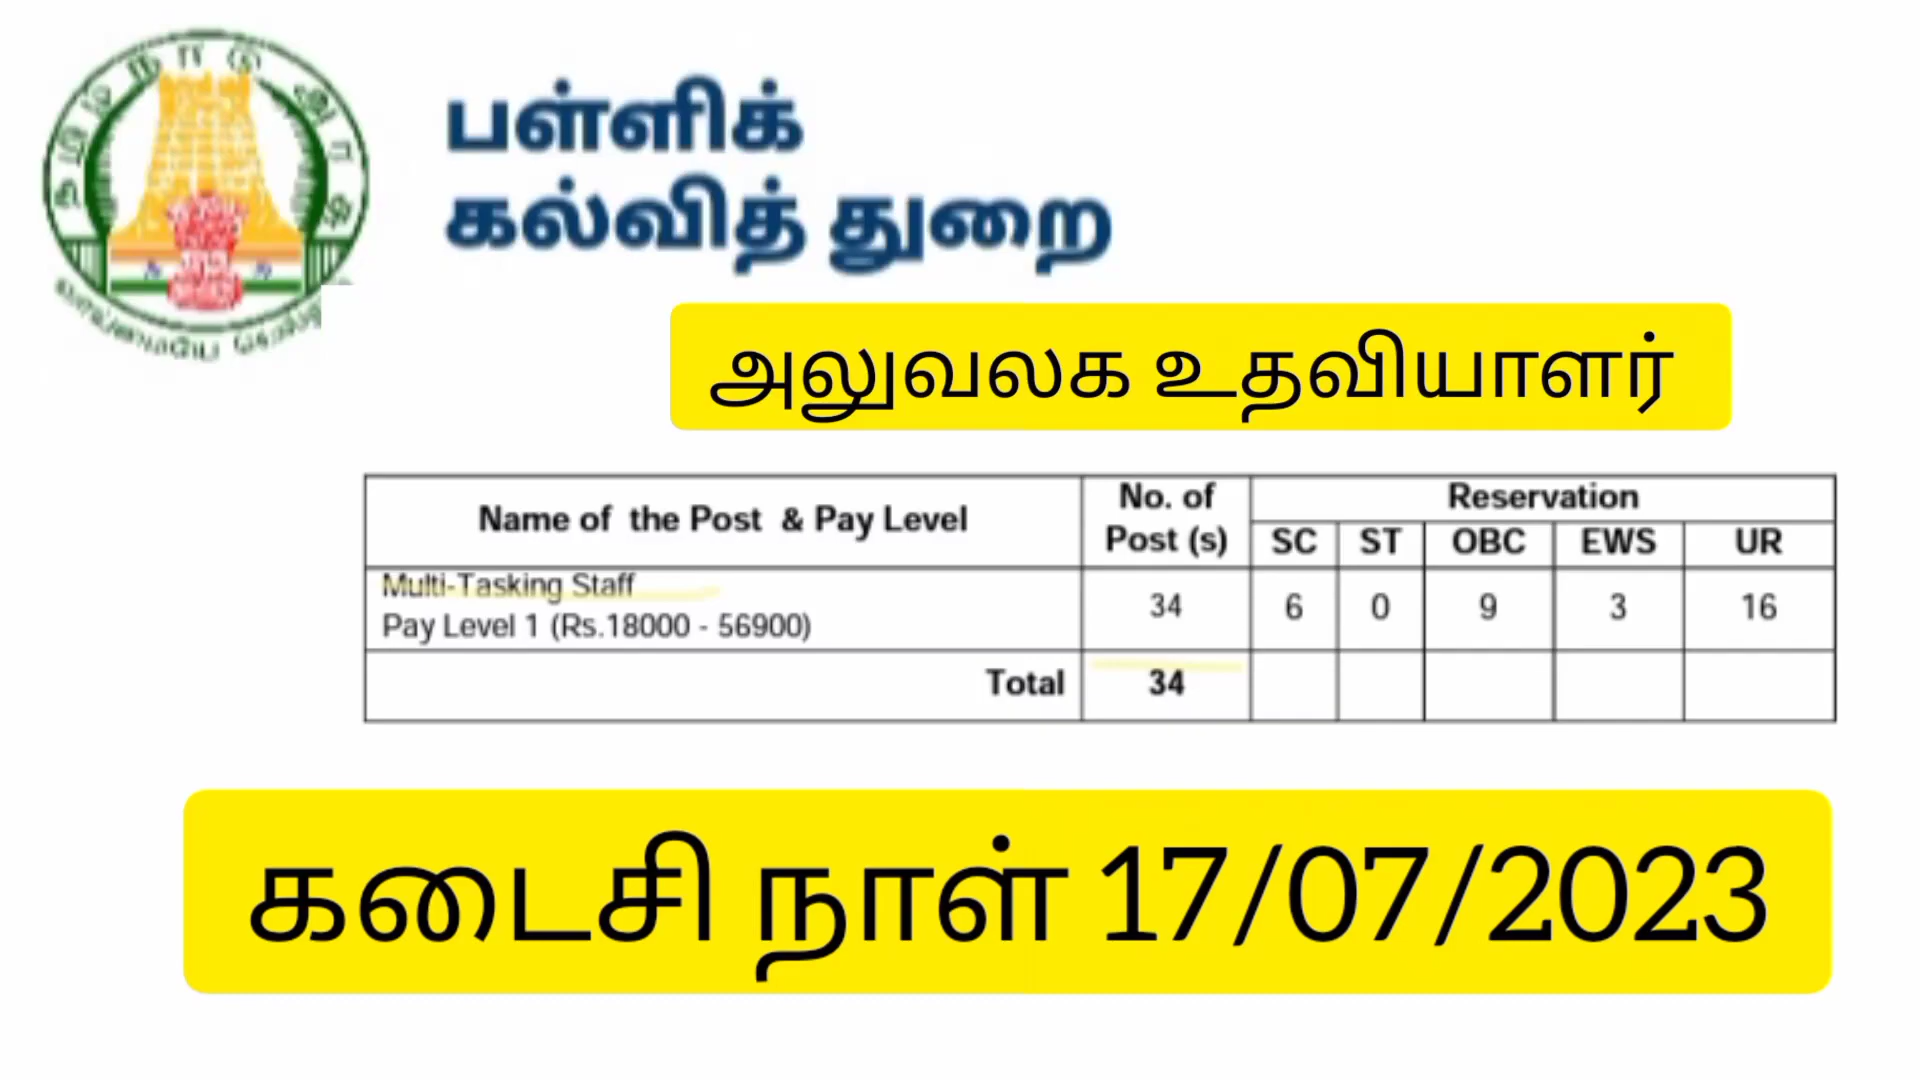 தமிழ்நாடு அரசு
வாய்மையே வெல்லும்
பள்ளிக்
கல்வித் துறை
அலுவலக உதவியாளர்
Name of the Post & Pay Level No. of Post (s) Reservation
SC ST OBC EWS UR
Multi-Tasking Staff
Pay Level 1 (Rs.18000 - 56900) 34 6 0 9 3 16
Total 34
கடைசி நாள் 17/07/2023